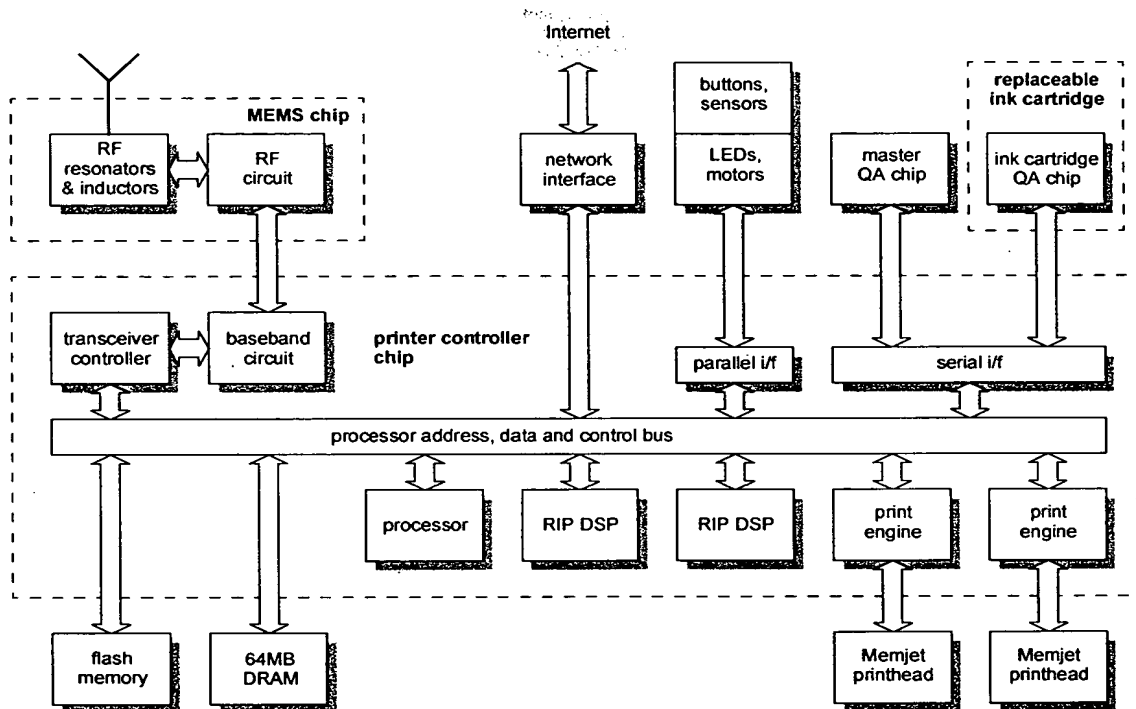 Internet
replaceable
ink cartridge
buttons,
sensors
MEMS chip
RF
resonators
& inductors
RF
circuit
network
interface
LEDs,
motors
master
QA chip
ink cartridge
QA chip
transceiver
controller
baseband
circuit
printer controller
chip
parallel i/f
serial i/f
processor address, data and control bus
processor
RIP DSP
RIP DSP
print
engine
print
engine
flash
memory
64MB
DRAM
Memjet
printhead
Memjet
printhead